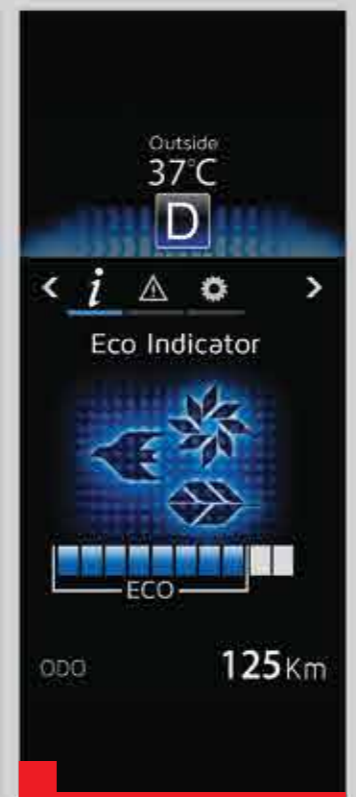 Outside
37°C
D
i
Eco Indicator
ECO
ODO 125Km